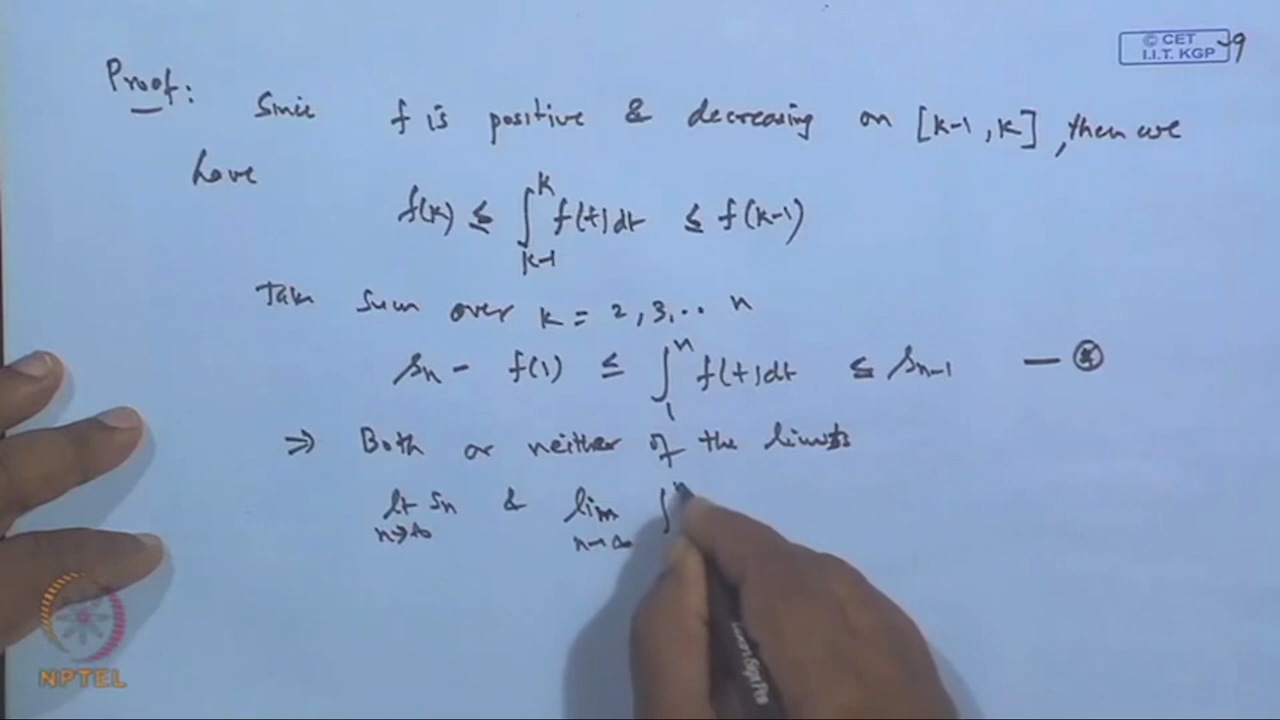 © CET
I.I.T. KGP
Proof:
Since f is positive & decreasing on [k-1, k], then we
have
f(k) ≤ ∫_{k-1}^{k} f(t)dt ≤ f(k-1)
Take sum over k = 2, 3, .. n
s_n - f(1) ≤ ∫_1^n f(t)dt ≤ s_{n-1} — ⊛
⇒ Both or neither of the limits
lt_{n→∞} s_n & lim_{n→∞} ∫^n
NPTEL